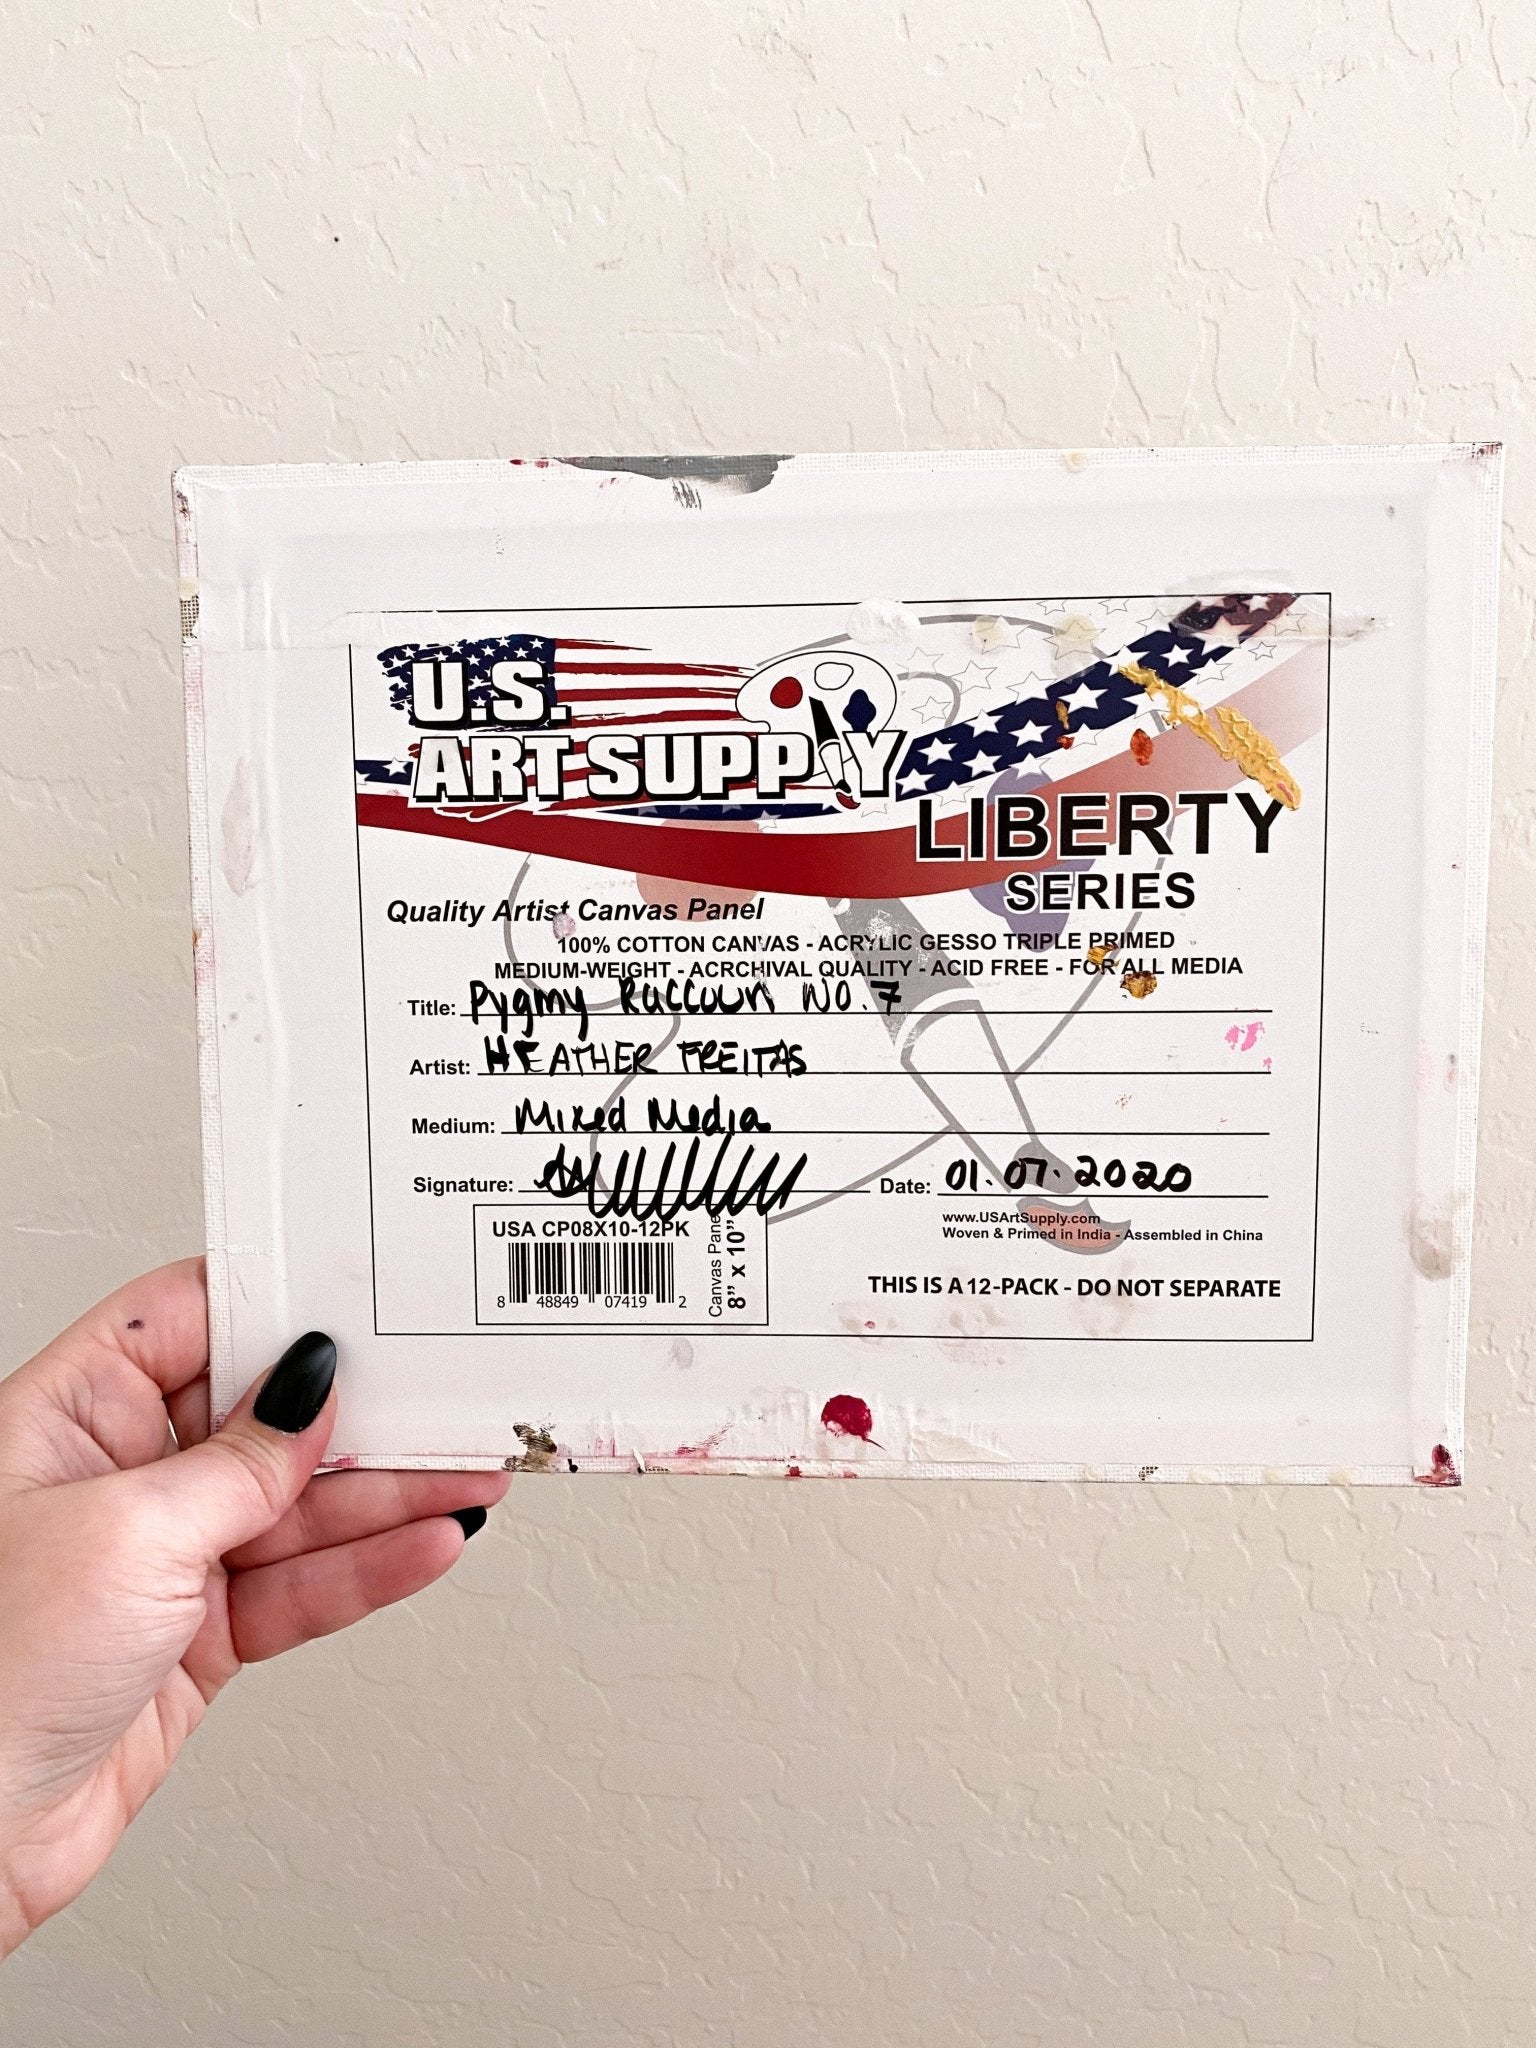 U.S.
ART SUPPLY
LIBERTY
SERIES
Quality Artist Canvas Panel
100% COTTON CANVAS - ACRYLIC GESSO TRIPLE PRIMED
MEDIUM-WEIGHT - ACRCHIVAL QUALITY - ACID FREE - FOR ALL MEDIA
Title: Pygmy Raccoon No. 7
Artist: HEATHER FREITAS
Medium: Mixed Media
Signature:
Date: 01.07.2020
www.USArtSupply.com
Woven & Primed in India - Assembled in China
USA CP08X10-12PK
8 48849 07419 2
Canvas Panel
8" x 10"
THIS IS A 12-PACK - DO NOT SEPARATE